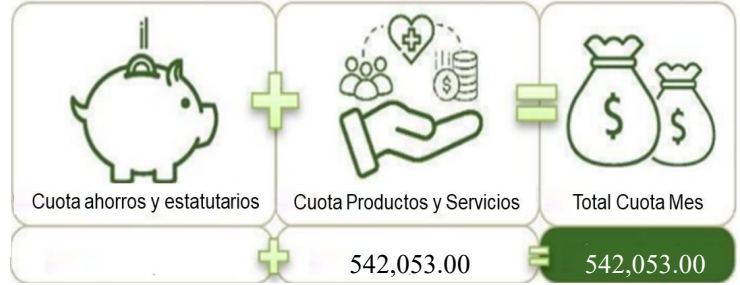 Cuota ahorros y estatutarios
Cuota Productos y Servicios
Total Cuota Mes
+
542,053.00
=
542,053.00